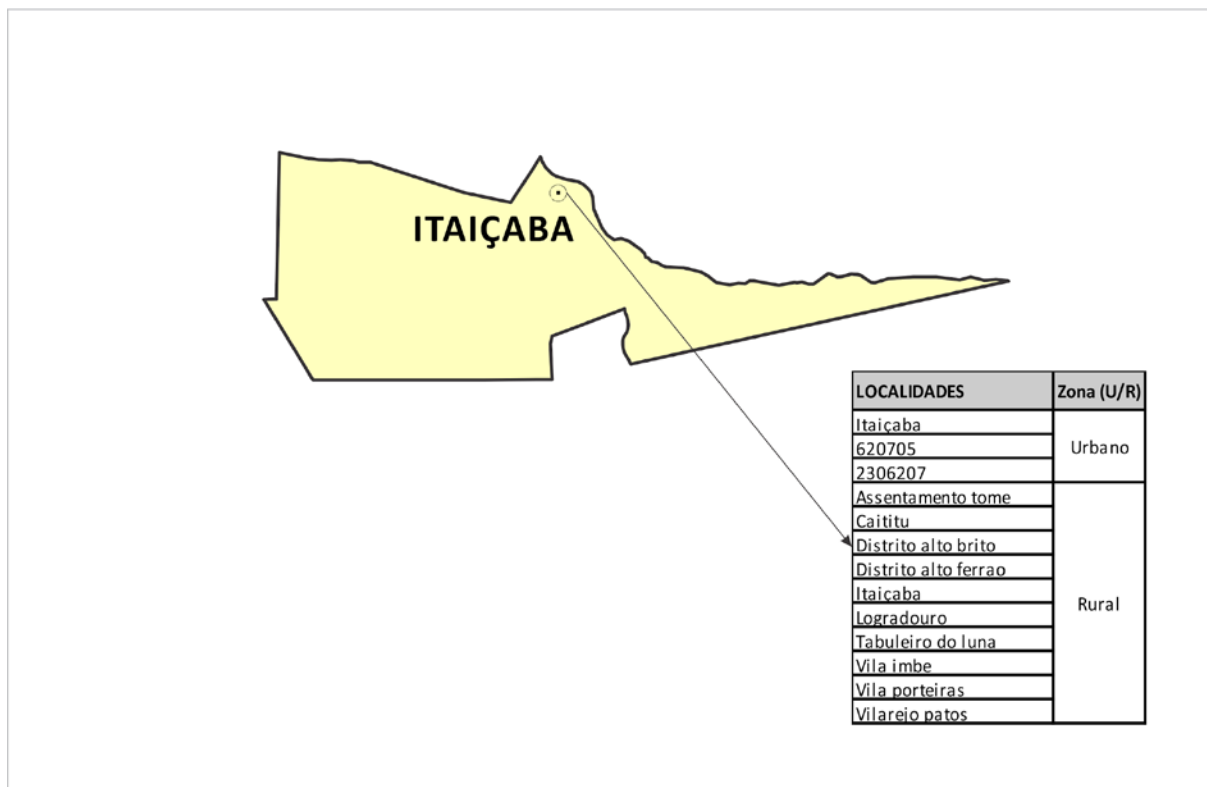 ITAIÇABA
LOCALIDADES Zona (U/R)
Itaiçaba
620705
2306207
Urbano
Assentamento tome
Caititu
Distrito alto brito
Distrito alto ferrao
Itaiçaba
Logradouro
Tabuleiro do luna
Vila imbe
Vila porteiras
Vilarejo patos
Rural